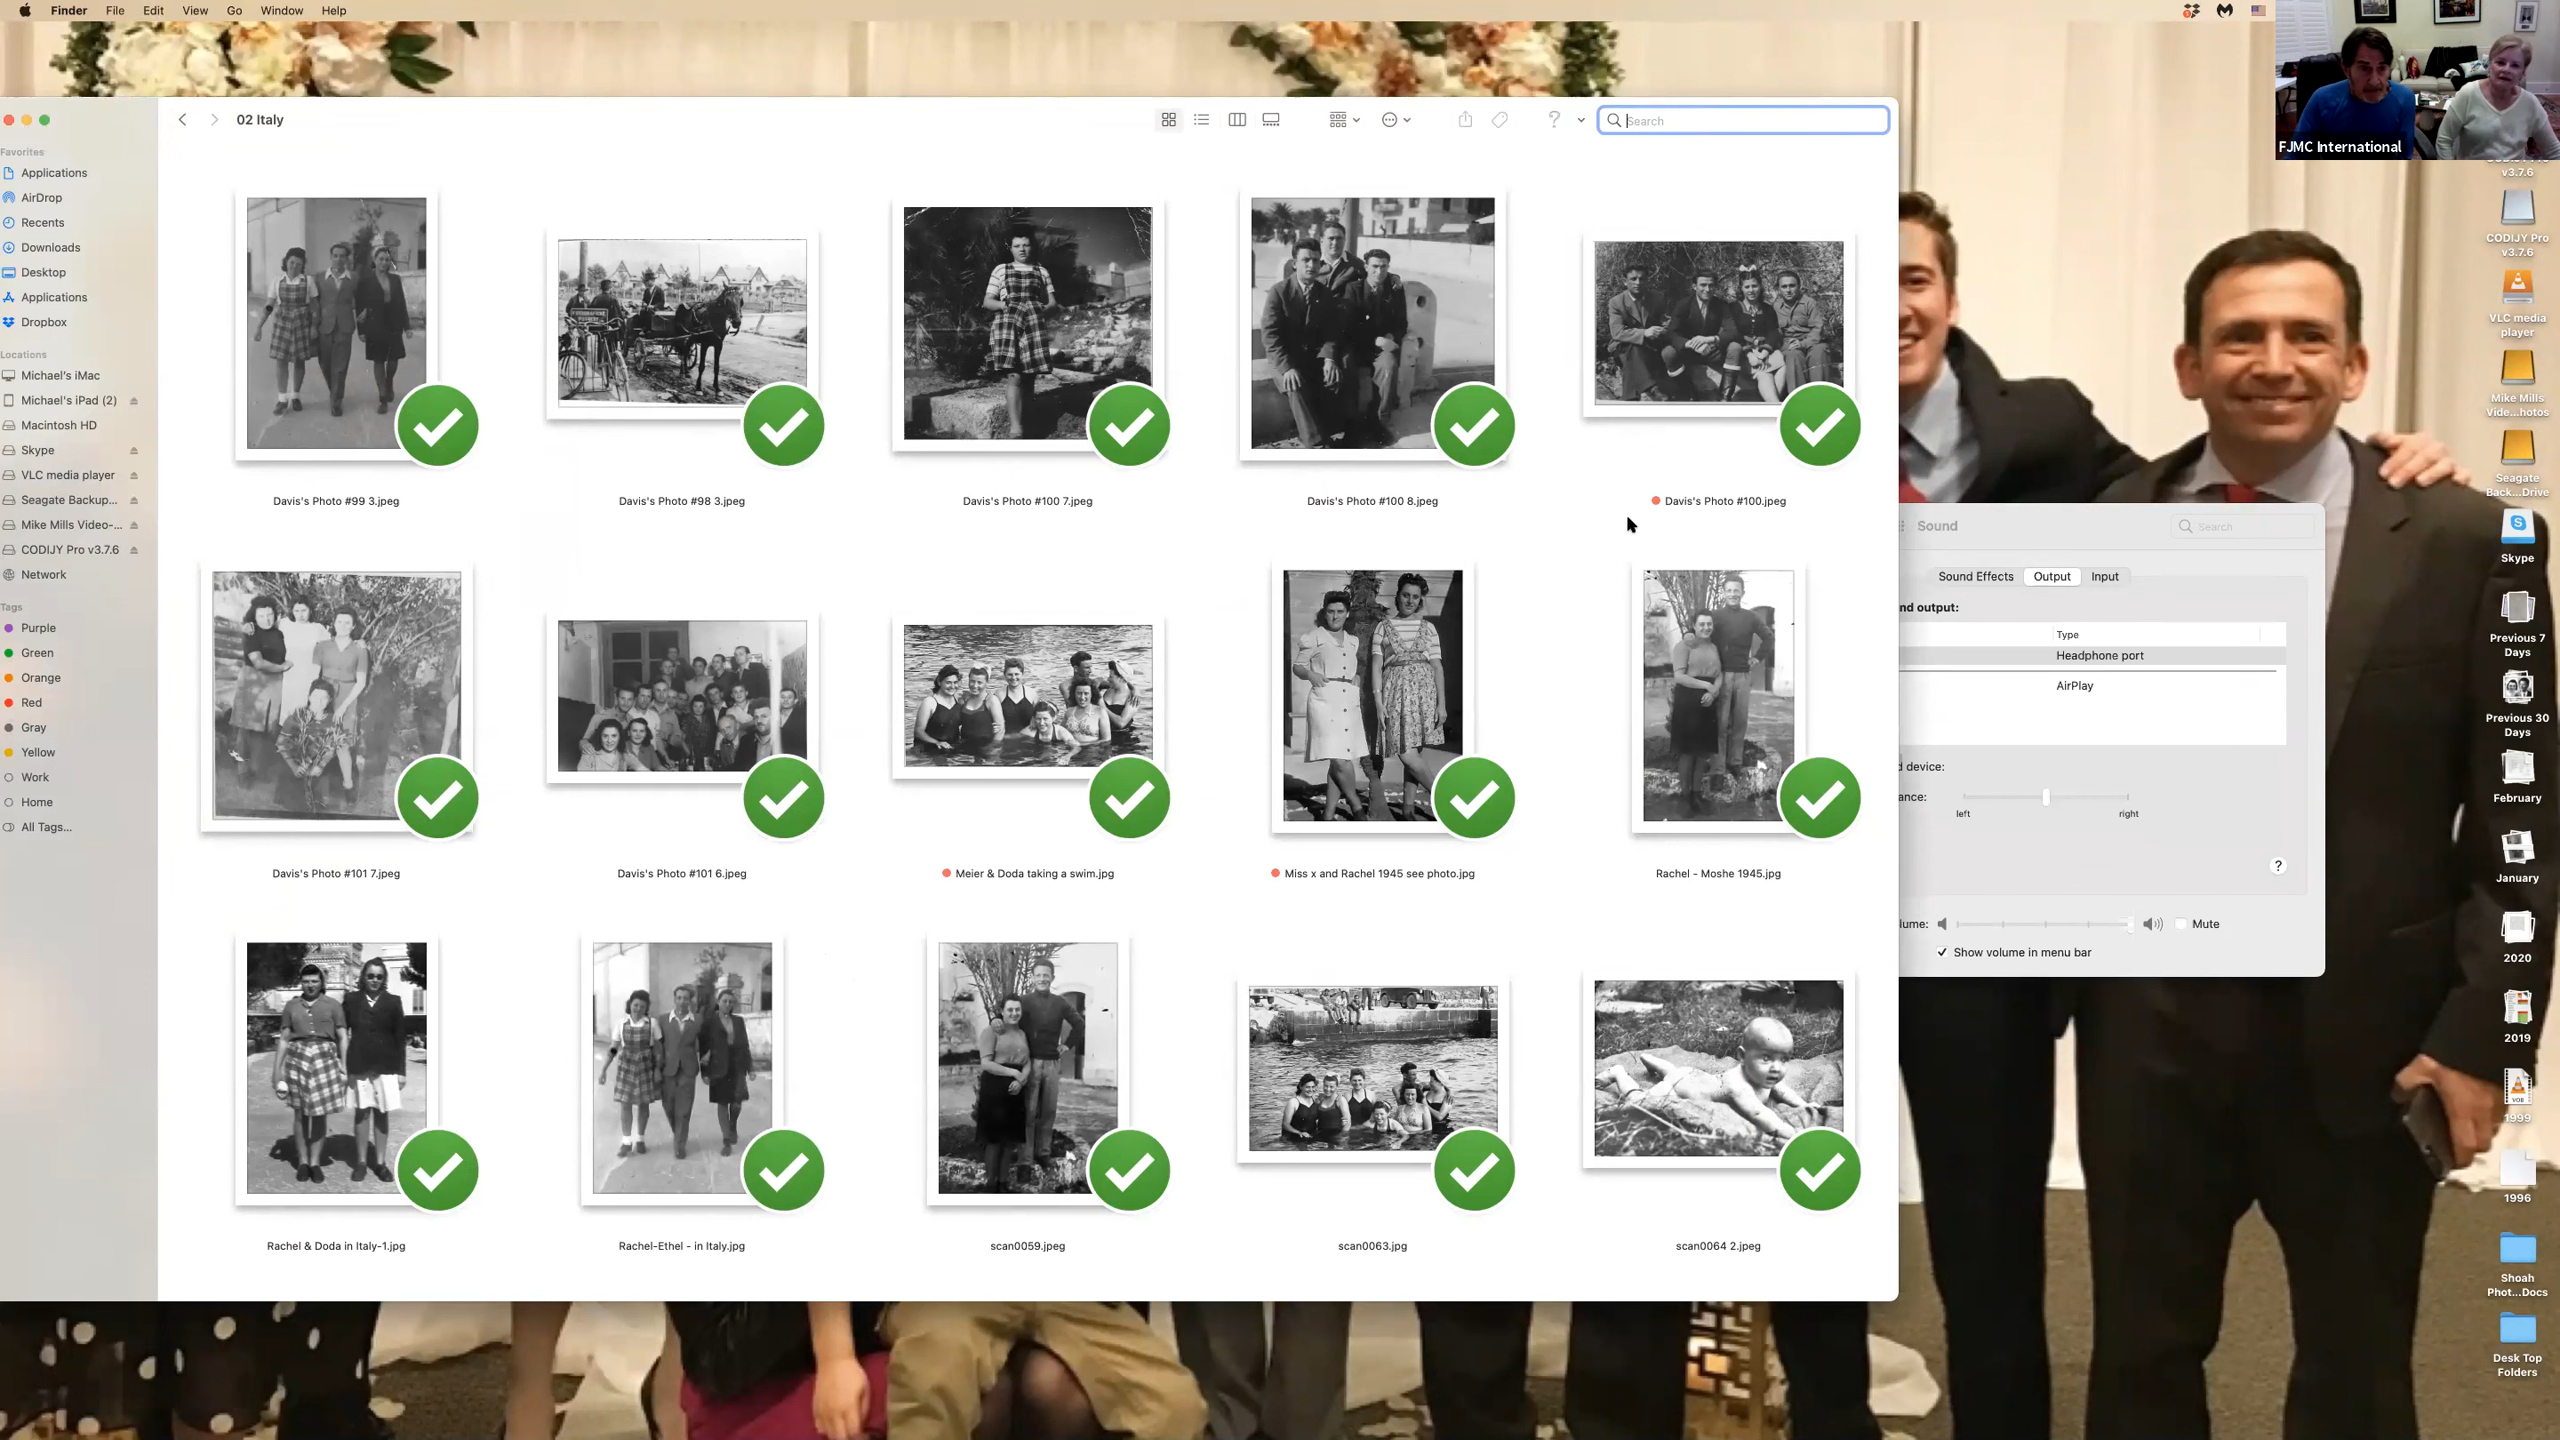 Finder File Edit View Go Window Help
FJMC International
02 Italy
Search
Favorites
Applications
AirDrop
Recents
Downloads
Desktop
Applications
Dropbox
Locations
Michael's iMac
Michael's iPad (2)
Macintosh HD
Skype
VLC media player
Seagate Backup...
Mike Mills Video-...
CODIJY Pro v3.7.6
Network
Tags
Purple
Green
Orange
Red
Gray
Yellow
Work
Home
All Tags...
Davis's Photo #99 3.jpeg
Davis's Photo #98 3.jpeg
Davis's Photo #100 7.jpeg
Davis's Photo #100 8.jpeg
Davis's Photo #100.jpeg
Davis's Photo #101 7.jpeg
Davis's Photo #101 6.jpeg
Meier & Doda taking a swim.jpg
Miss x and Rachel 1945 see photo.jpg
Rachel - Moshe 1945.jpg
Rachel & Doda in Italy-1.jpg
Rachel-Ethel - in Italy.jpg
scan0059.jpeg
scan0063.jpg
scan0064 2.jpeg
Sound
Search
Sound Effects Output Input
nd output:
Type
Headphone port
AirPlay
d device:
ance:
left right
?
lume: Mute
Show volume in menu bar
v3.7.6
CODIJY Pro
v3.7.6
VLC media
player
Mike Mills
Vide...hotos
Seagate
Back...Drive
Skype
Previous 7
Days
Previous 30
Days
February
January
2020
2019
VOB
1999
1996
Shoah
Phot...Docs
Desk Top
Folders